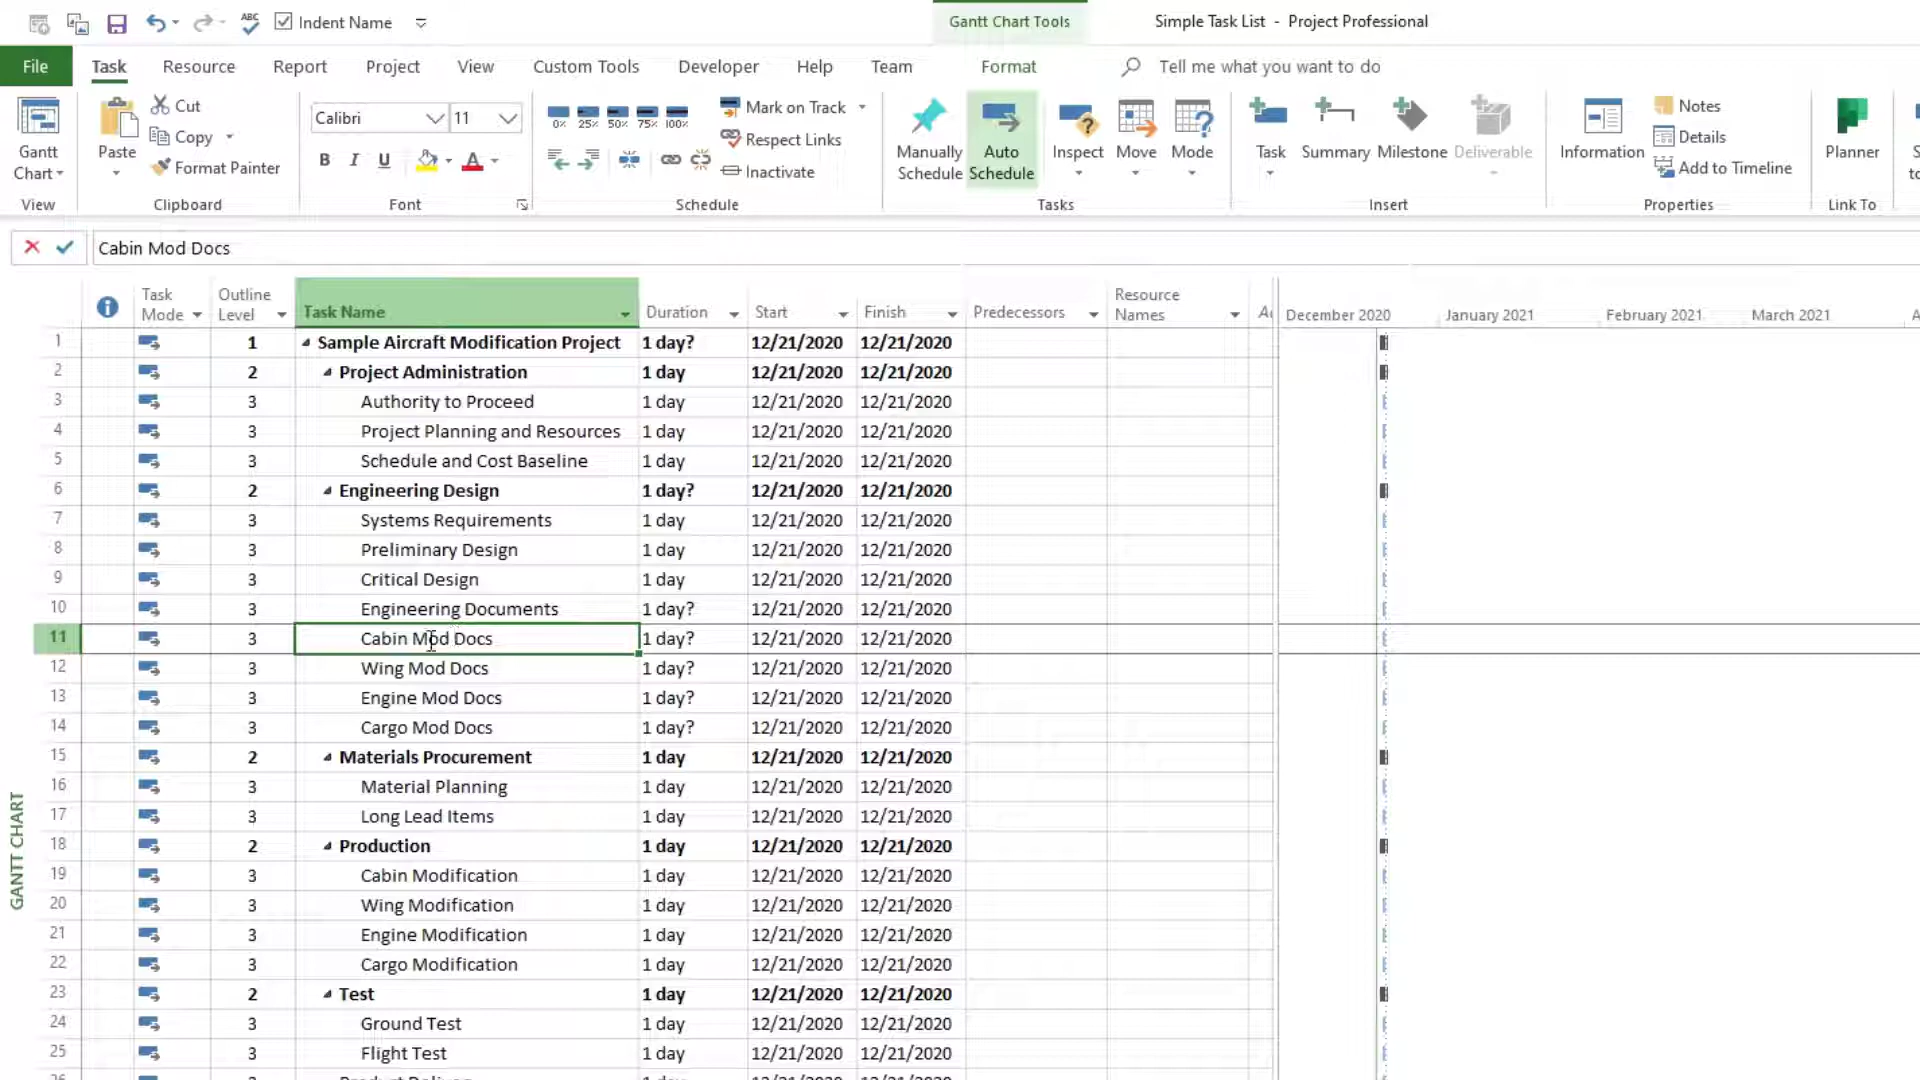 ABC Indent Name Gantt Chart Tools Simple Task List - Project Professional
File Task Resource Report Project View Custom Tools Developer Help Team Format Tell me what you want to do
Gantt Chart
View
Paste
Cut
Copy
Format Painter
Clipboard
Calibri 11
B I U A
Font
0% 25% 50% 75% 100%
Mark on Track
Respect Links
Inactivate
Schedule
Manually Schedule
Auto Schedule
Inspect
Move
Mode
Tasks
Task
Summary
Milestone
Deliverable
Insert
Information
Notes
Details
Add to Timeline
Properties
Planner
Link To
Cabin Mod Docs
Task Mode Outline Level Task Name Duration Start Finish Predecessors Resource Names December 2020 January 2021 February 2021 March 2021
1 1 Sample Aircraft Modification Project 1 day? 12/21/2020 12/21/2020
2 2 Project Administration 1 day 12/21/2020 12/21/2020
3 3 Authority to Proceed 1 day 12/21/2020 12/21/2020
4 3 Project Planning and Resources 1 day 12/21/2020 12/21/2020
5 3 Schedule and Cost Baseline 1 day 12/21/2020 12/21/2020
6 2 Engineering Design 1 day? 12/21/2020 12/21/2020
7 3 Systems Requirements 1 day 12/21/2020 12/21/2020
8 3 Preliminary Design 1 day 12/21/2020 12/21/2020
9 3 Critical Design 1 day 12/21/2020 12/21/2020
10 3 Engineering Documents 1 day? 12/21/2020 12/21/2020
11 3 Cabin Mod Docs 1 day? 12/21/2020 12/21/2020
12 3 Wing Mod Docs 1 day? 12/21/2020 12/21/2020
13 3 Engine Mod Docs 1 day? 12/21/2020 12/21/2020
14 3 Cargo Mod Docs 1 day? 12/21/2020 12/21/2020
15 2 Materials Procurement 1 day 12/21/2020 12/21/2020
16 3 Material Planning 1 day 12/21/2020 12/21/2020
17 3 Long Lead Items 1 day 12/21/2020 12/21/2020
18 2 Production 1 day 12/21/2020 12/21/2020
19 3 Cabin Modification 1 day 12/21/2020 12/21/2020
20 3 Wing Modification 1 day 12/21/2020 12/21/2020
21 3 Engine Modification 1 day 12/21/2020 12/21/2020
22 3 Cargo Modification 1 day 12/21/2020 12/21/2020
23 2 Test 1 day 12/21/2020 12/21/2020
24 3 Ground Test 1 day 12/21/2020 12/21/2020
25 3 Flight Test 1 day 12/21/2020 12/21/2020
GANTT CHART